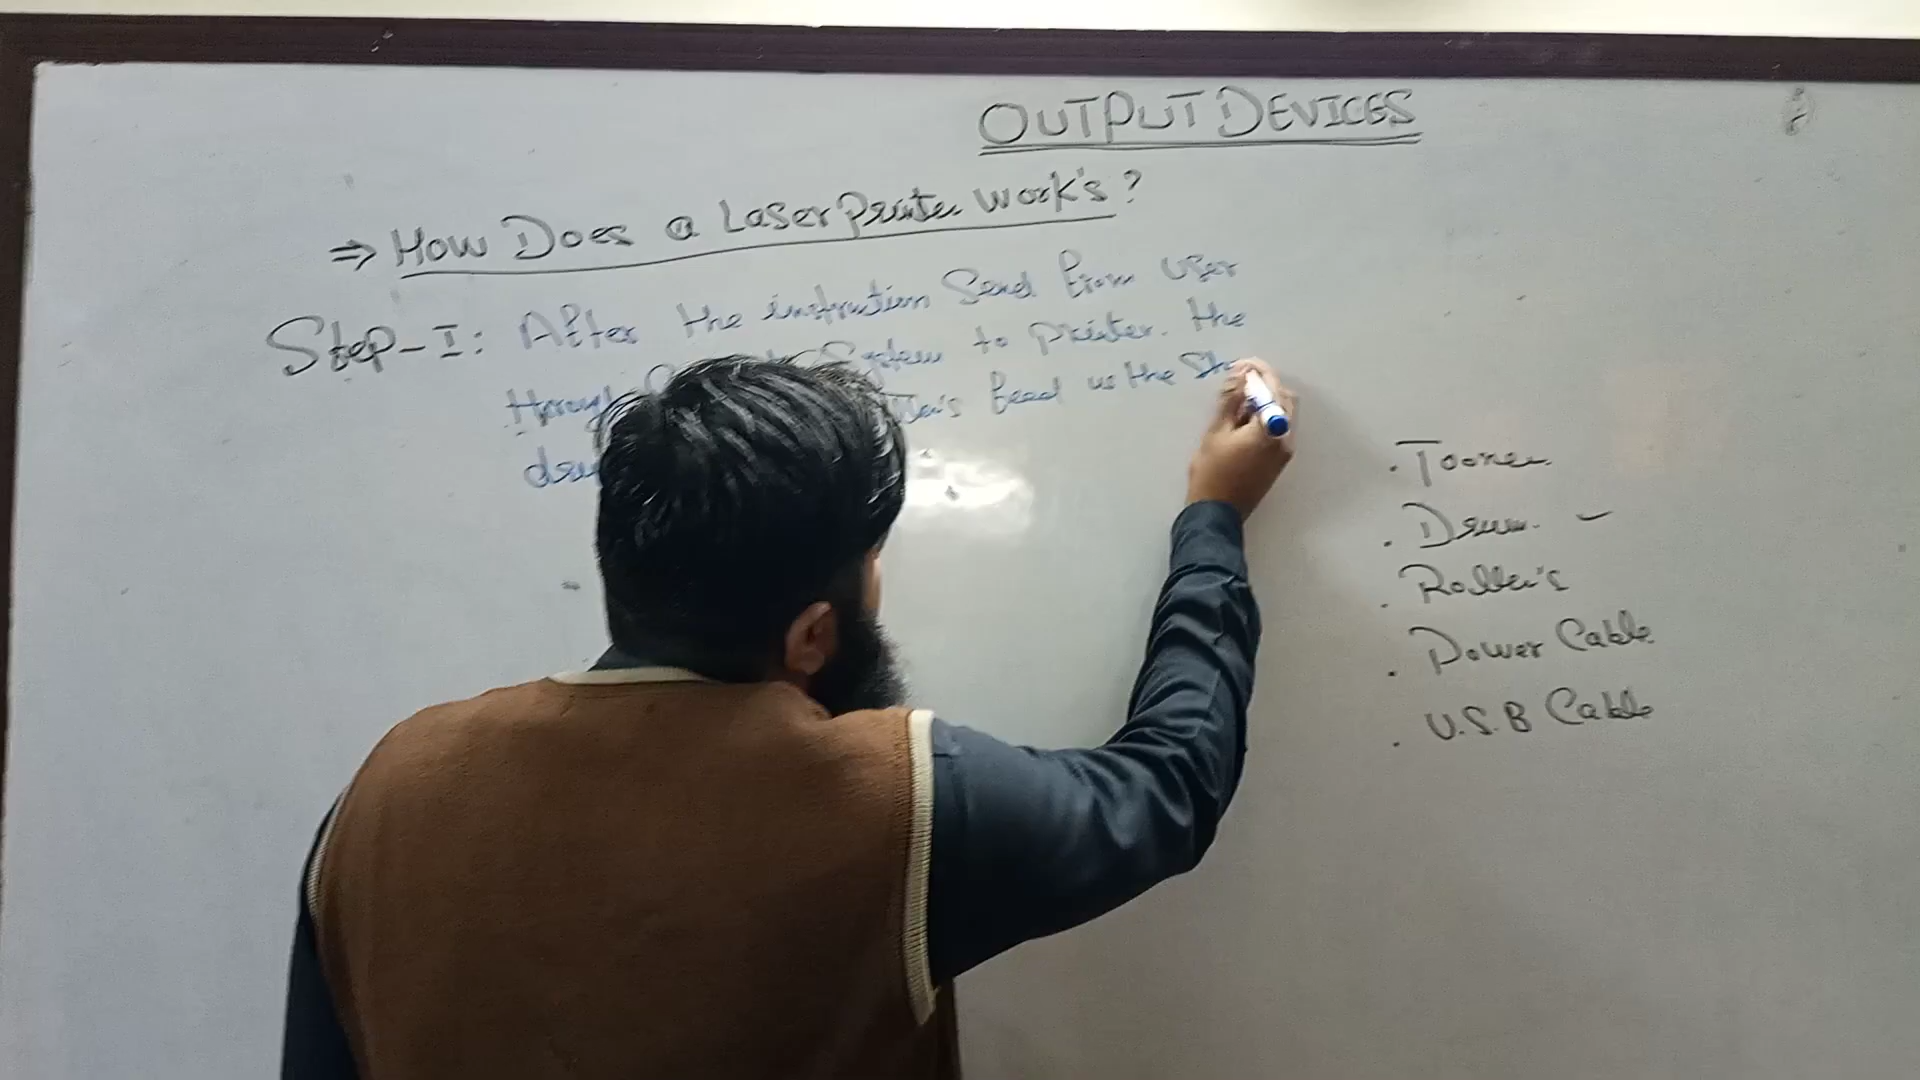 OUTPUT DEVICES
⇒ How Does a Laser Printer Work's?
Step-I: After the instruction Send from User
System to printer. the
feed us the
· Tooner
· Drum. -
· Roller's
· Power Cable
· U.S.B Cable